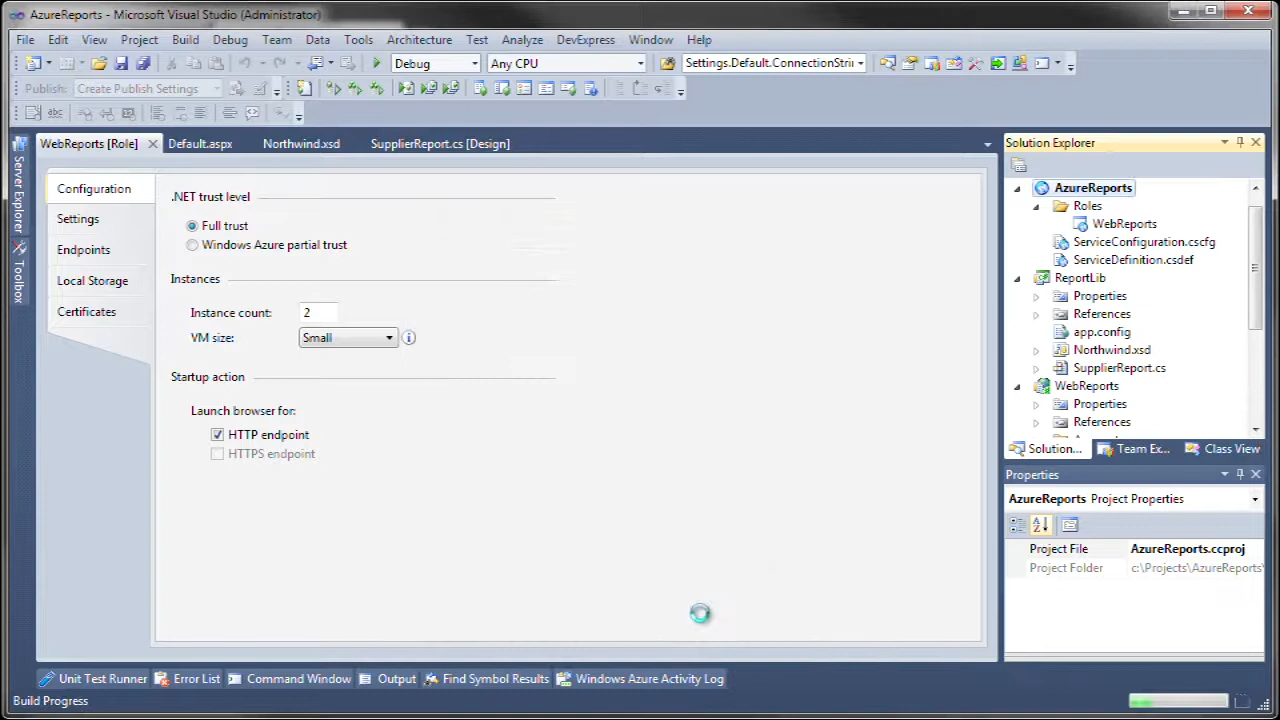 AzureReports - Microsoft Visual Studio (Administrator)
File Edit View Project Build Debug Team Data Tools Architecture Test Analyze DevExpress Window Help
Debug Any CPU Settings.Default.ConnectionStrin
Publish: Create Publish Settings
WebReports [Role] Default.aspx Northwind.xsd SupplierReport.cs [Design]
Server Explorer
Toolbox
Configuration
Settings
Endpoints
Local Storage
Certificates
.NET trust level
Full trust
Windows Azure partial trust
Instances
Instance count: 2
VM size: Small
Startup action
Launch browser for:
HTTP endpoint
HTTPS endpoint
Solution Explorer
AzureReports
Roles
WebReports
ServiceConfiguration.cscfg
ServiceDefinition.csdef
ReportLib
Properties
References
app.config
Northwind.xsd
SupplierReport.cs
WebReports
Properties
References
Solution... Team Ex... Class View
Properties
AzureReports Project Properties
Project File AzureReports.ccproj
Project Folder c:\Projects\AzureReports\
Unit Test Runner Error List Command Window Output Find Symbol Results Windows Azure Activity Log
Build Progress